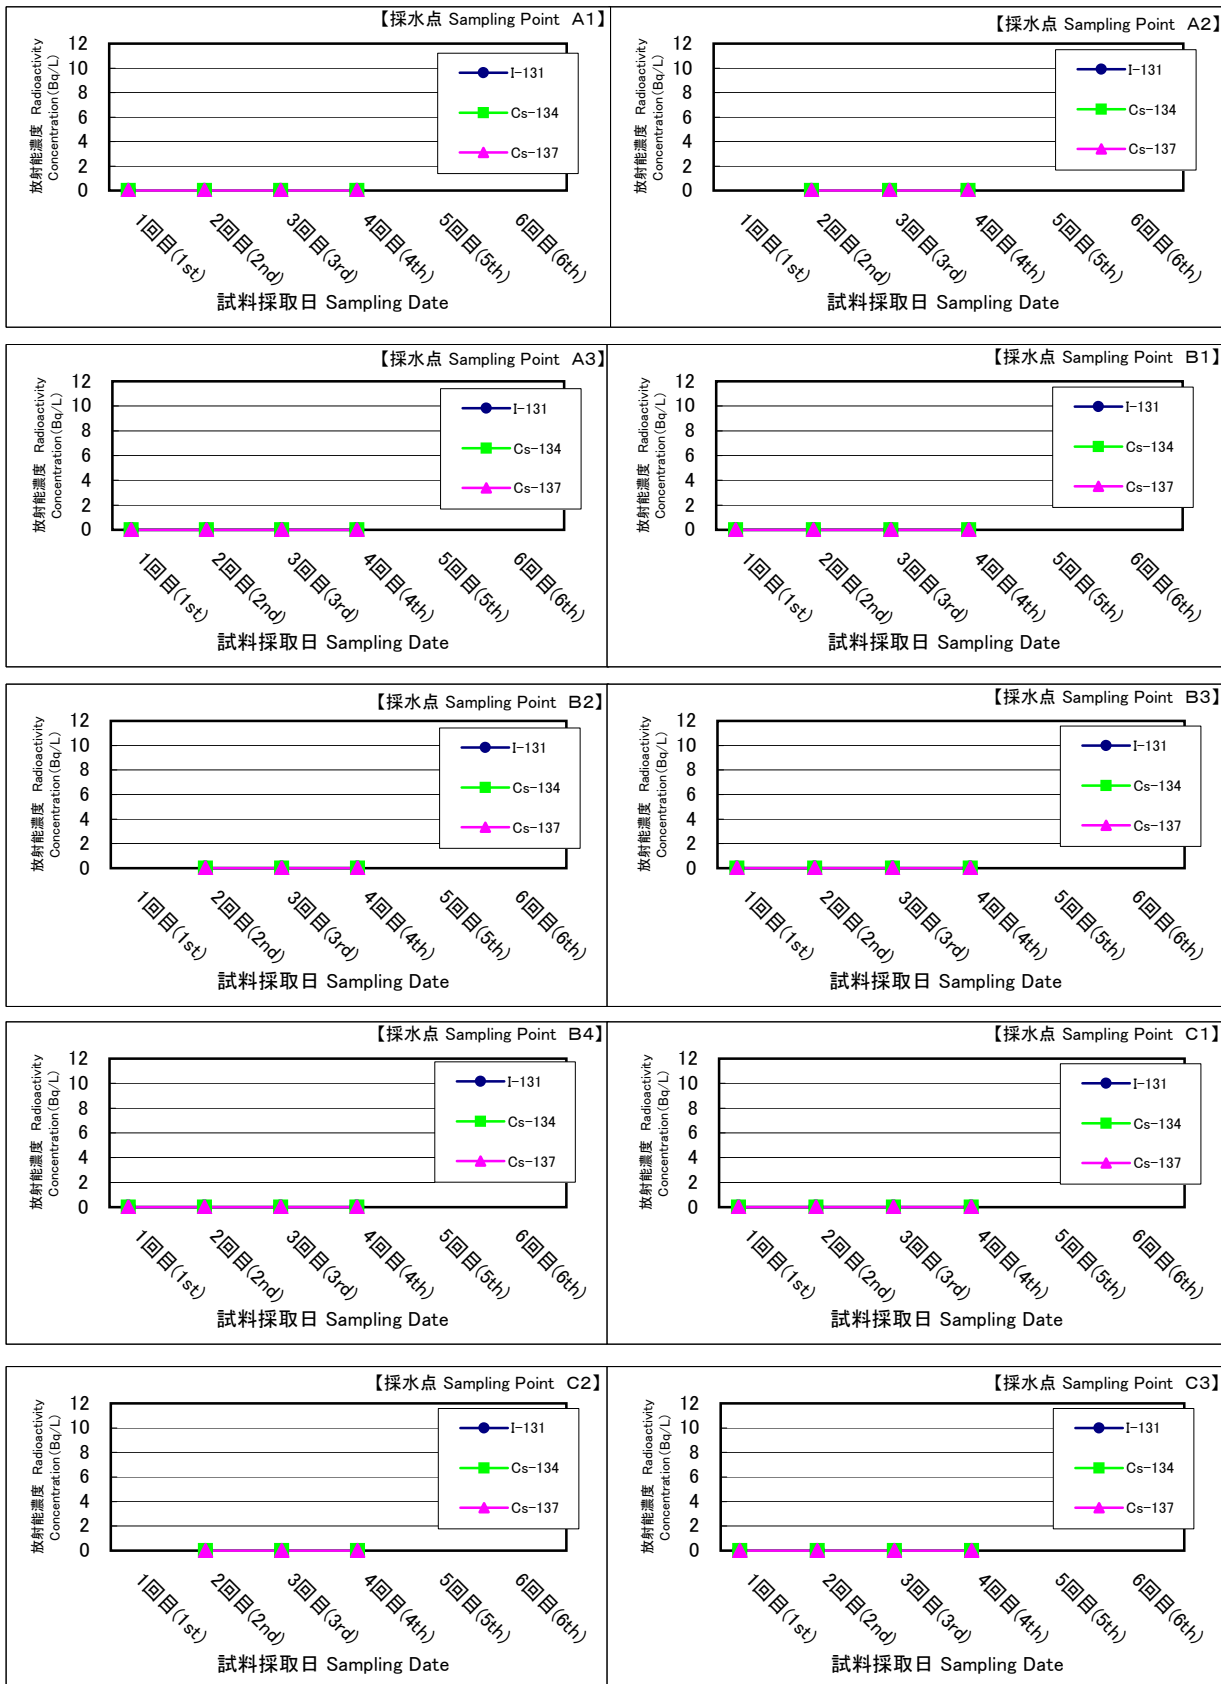 【採水点 Sampling Point A1】
放射能濃度 Radioactivity
Concentration(Bq/L)
12
10
8
6
4
2
0
I-131
Cs-134
Cs-137
1回目(1st)
2回目(2nd)
3回目(3rd)
4回目(4th)
5回目(5th)
6回目(6th)
試料採取日 Sampling Date
【採水点 Sampling Point A2】
放射能濃度 Radioactivity
Concentration(Bq/L)
12
10
8
6
4
2
0
I-131
Cs-134
Cs-137
1回目(1st)
2回目(2nd)
3回目(3rd)
4回目(4th)
5回目(5th)
6回目(6th)
試料採取日 Sampling Date
【採水点 Sampling Point A3】
放射能濃度 Radioactivity
Concentration(Bq/L)
12
10
8
6
4
2
0
I-131
Cs-134
Cs-137
1回目(1st)
2回目(2nd)
3回目(3rd)
4回目(4th)
5回目(5th)
6回目(6th)
試料採取日 Sampling Date
【採水点 Sampling Point B1】
放射能濃度 Radioactivity
Concentration(Bq/L)
12
10
8
6
4
2
0
I-131
Cs-134
Cs-137
1回目(1st)
2回目(2nd)
3回目(3rd)
4回目(4th)
5回目(5th)
6回目(6th)
試料採取日 Sampling Date
【採水点 Sampling Point B2】
放射能濃度 Radioactivity
Concentration(Bq/L)
12
10
8
6
4
2
0
I-131
Cs-134
Cs-137
1回目(1st)
2回目(2nd)
3回目(3rd)
4回目(4th)
5回目(5th)
6回目(6th)
試料採取日 Sampling Date
【採水点 Sampling Point B3】
放射能濃度 Radioactivity
Concentration(Bq/L)
12
10
8
6
4
2
0
I-131
Cs-134
Cs-137
1回目(1st)
2回目(2nd)
3回目(3rd)
4回目(4th)
5回目(5th)
6回目(6th)
試料採取日 Sampling Date
【採水点 Sampling Point B4】
放射能濃度 Radioactivity
Concentration(Bq/L)
12
10
8
6
4
2
0
I-131
Cs-134
Cs-137
1回目(1st)
2回目(2nd)
3回目(3rd)
4回目(4th)
5回目(5th)
6回目(6th)
試料採取日 Sampling Date
【採水点 Sampling Point C1】
放射能濃度 Radioactivity
Concentration(Bq/L)
12
10
8
6
4
2
0
I-131
Cs-134
Cs-137
1回目(1st)
2回目(2nd)
3回目(3rd)
4回目(4th)
5回目(5th)
6回目(6th)
試料採取日 Sampling Date
【採水点 Sampling Point C2】
放射能濃度 Radioactivity
Concentration(Bq/L)
12
10
8
6
4
2
0
I-131
Cs-134
Cs-137
1回目(1st)
2回目(2nd)
3回目(3rd)
4回目(4th)
5回目(5th)
6回目(6th)
試料採取日 Sampling Date
【採水点 Sampling Point C3】
放射能濃度 Radioactivity
Concentration(Bq/L)
12
10
8
6
4
2
0
I-131
Cs-134
Cs-137
1回目(1st)
2回目(2nd)
3回目(3rd)
4回目(4th)
5回目(5th)
6回目(6th)
試料採取日 Sampling Date